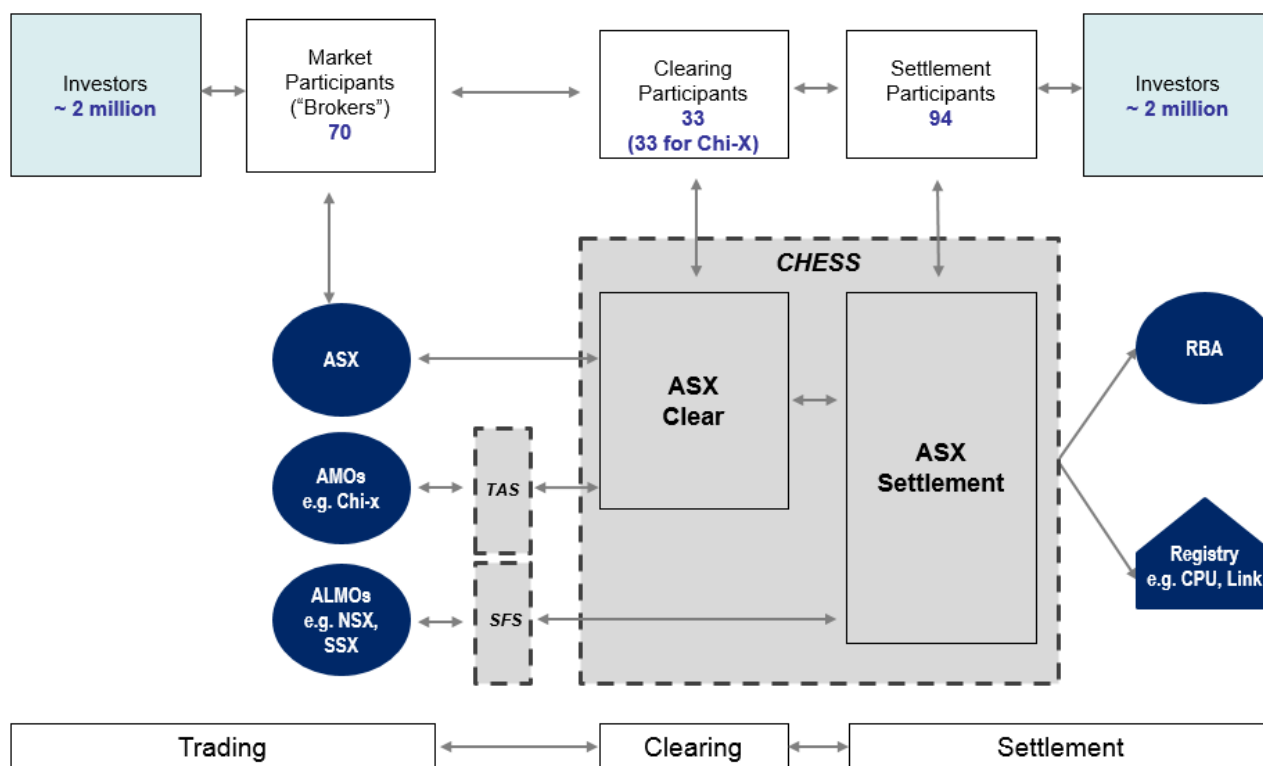 Investors
~ 2 million
Market
Participants
(“Brokers”)
70
Clearing
Participants
33
(33 for Chi-X)
Settlement
Participants
94
Investors
~ 2 million
CHESS
ASX
ASX
Clear
ASX
Settlement
RBA
AMOs
e.g. Chi-x
TAS
ALMOs
e.g. NSX,
SSX
SFS
Registry
e.g. CPU, Link
Trading
Clearing
Settlement